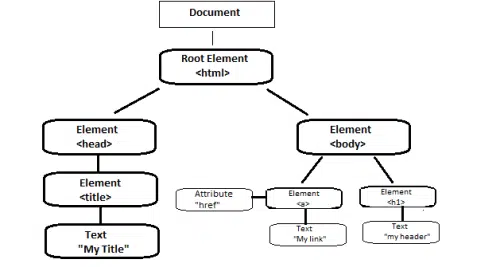 Document
Root Element
<html>
Element
<head>
Element
<body>
Element
<title>
Attribute
"href"
Element
<a>
Element
<h1>
Text
"My Title"
Text
"My link"
Text
"my header"